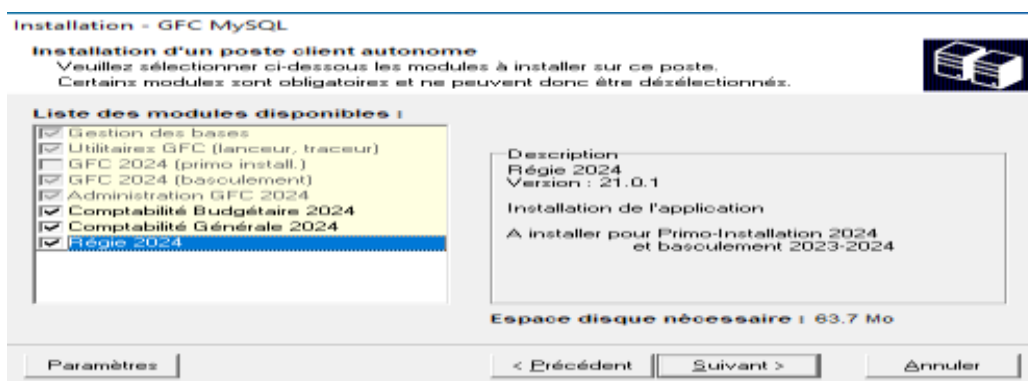 Installation - GFC MySQL
Installation d'un poste client autonome
Veuillez sélectionner ci-dessous les modules à installer sur ce poste.
Certains modules sont obligatoires et ne peuvent donc être désélectionnés.
Liste des modules disponibles :
Gestion des bases
Utilitaires GFC (lanceur, traceur)
GFC 2024 (primo install.)
GFC 2024 (basculement)
Administration GFC 2024
Comptabilité Budgétaire 2024
Comptabilité Générale 2024
Régie 2024
Description
Régie 2024
Version : 21.0.1
Installation de l'application
A installer pour Primo-Installation 2024
et basculement 2023-2024
Espace disque nécessaire : 63.7 Mo
Paramètres
< Précédent
Suivant >
Annuler